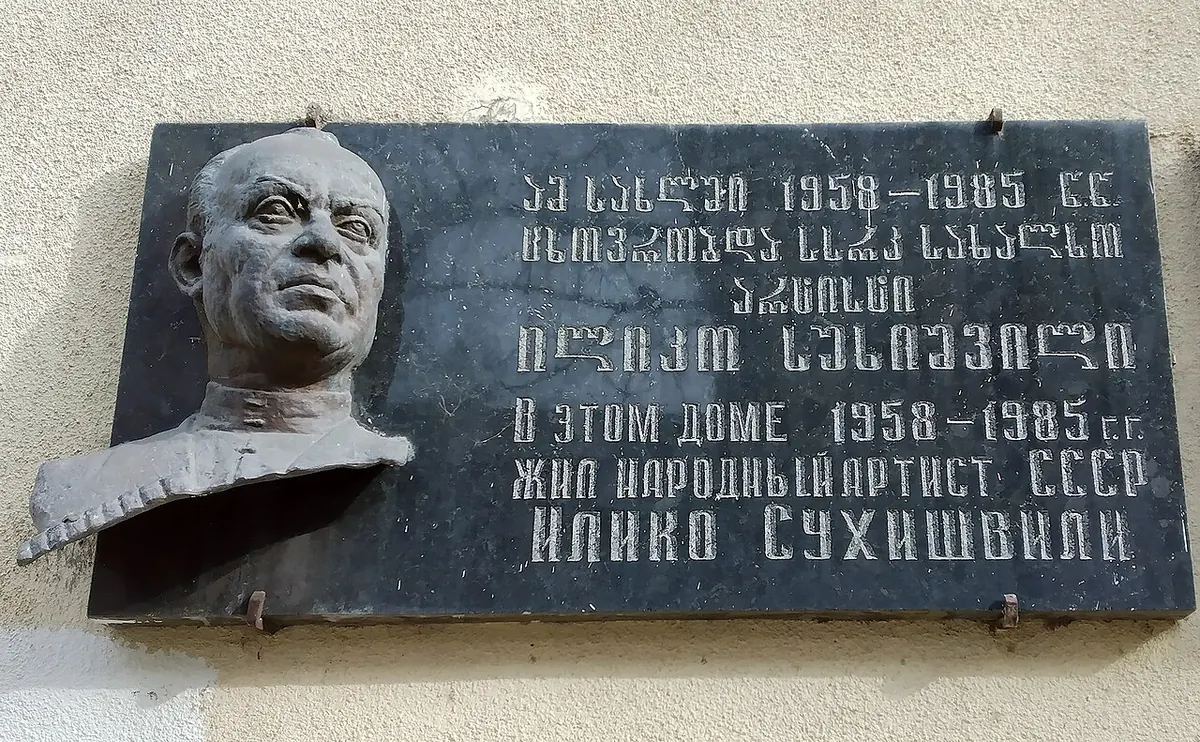 ამ სახლში 1958–1985 წ.წ.
ცხოვრობდა სსრკ სახალხო
არტისტი
ილიკო სუხიშვილი
В этом доме 1958–1985 г.г.
жил народный артист СССР
Илико Сухишвили